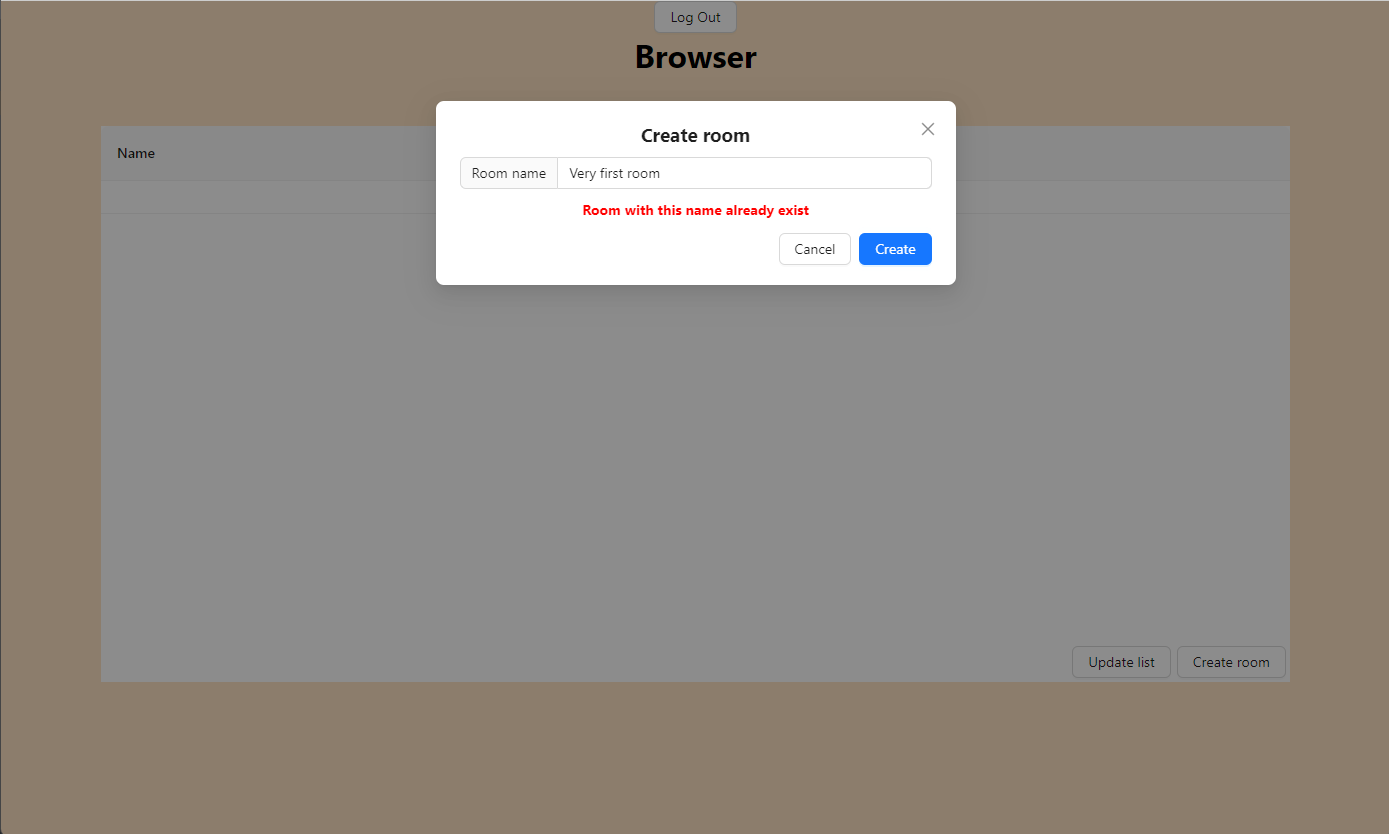 Log Out
Browser
Create room
Name
Room name Very first room
Room with this name already exist
Cancel Create
Update list Create room